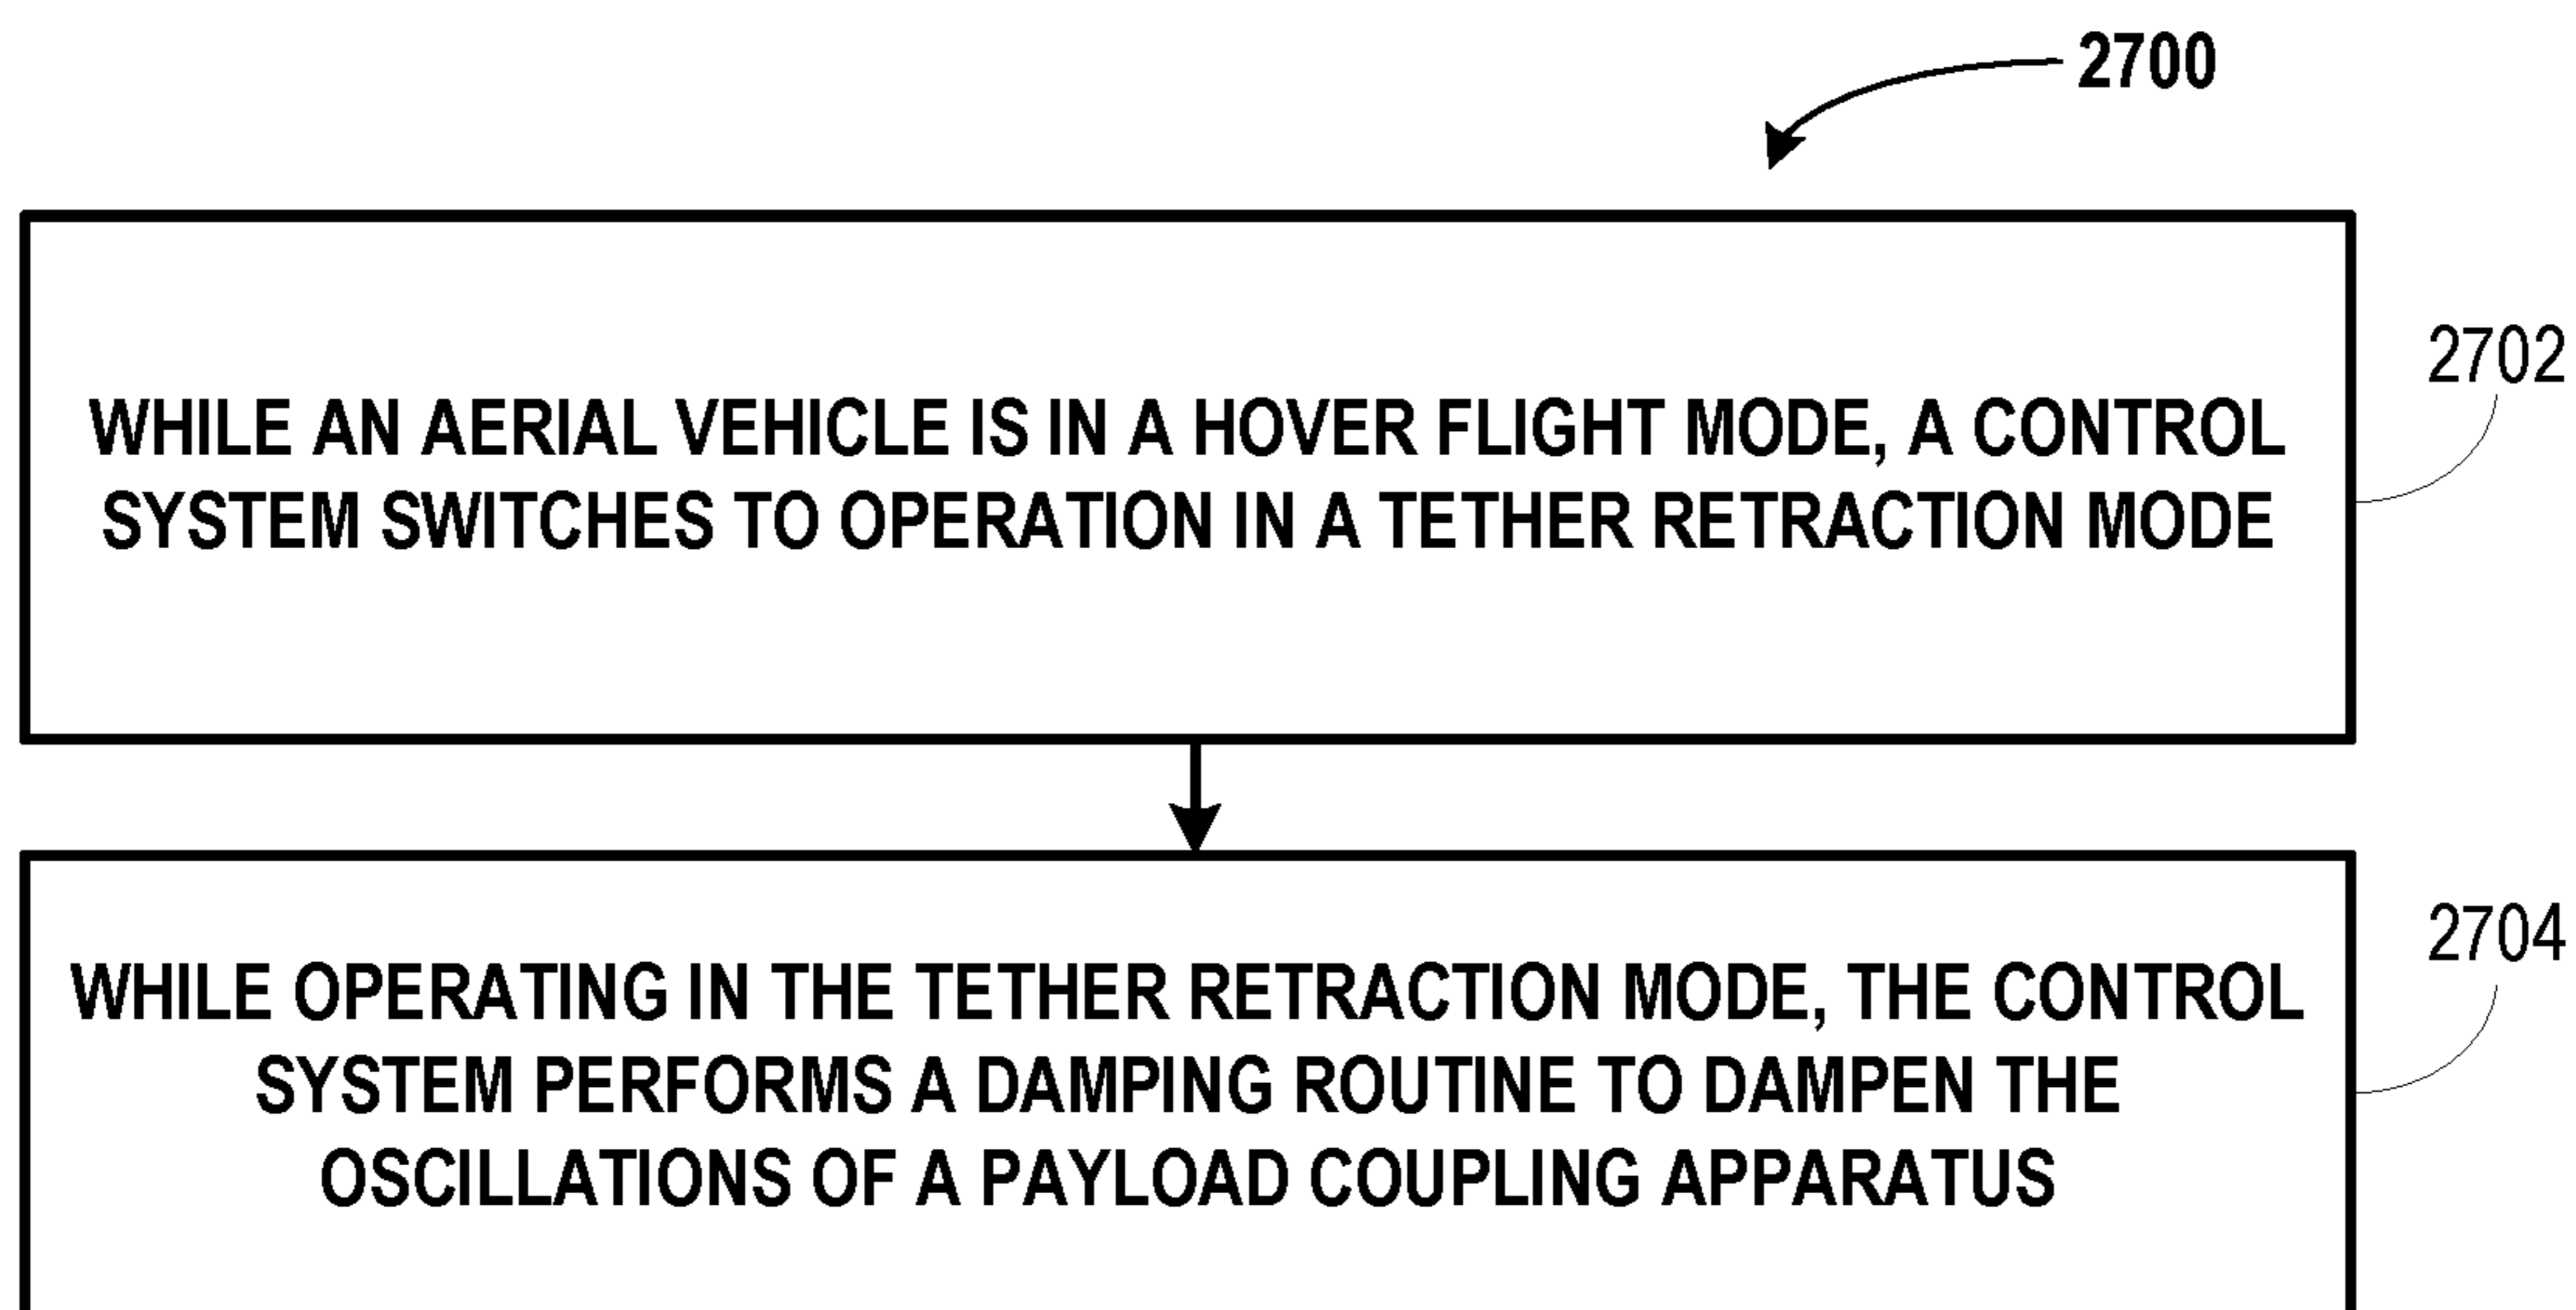 2700
WHILE AN AERIAL VEHICLE IS IN A HOVER FLIGHT MODE, A CONTROL
SYSTEM SWITCHES TO OPERATION IN A TETHER RETRACTION MODE
2702
WHILE OPERATING IN THE TETHER RETRACTION MODE, THE CONTROL
SYSTEM PERFORMS A DAMPING ROUTINE TO DAMPEN THE
OSCILLATIONS OF A PAYLOAD COUPLING APPARATUS
2704